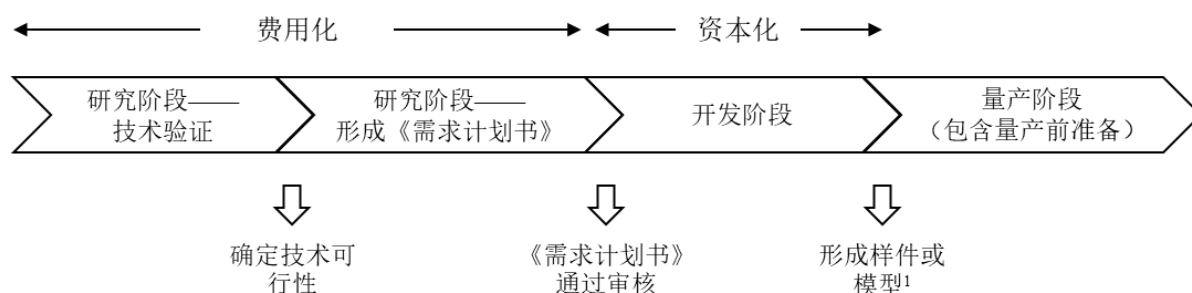 费用化
资本化
研究阶段——
技术验证
研究阶段——
形成《需求计划书》
开发阶段
量产阶段
（包含量产前准备）
确定技术可
行性
《需求计划书》
通过审核
形成样件或
模型1